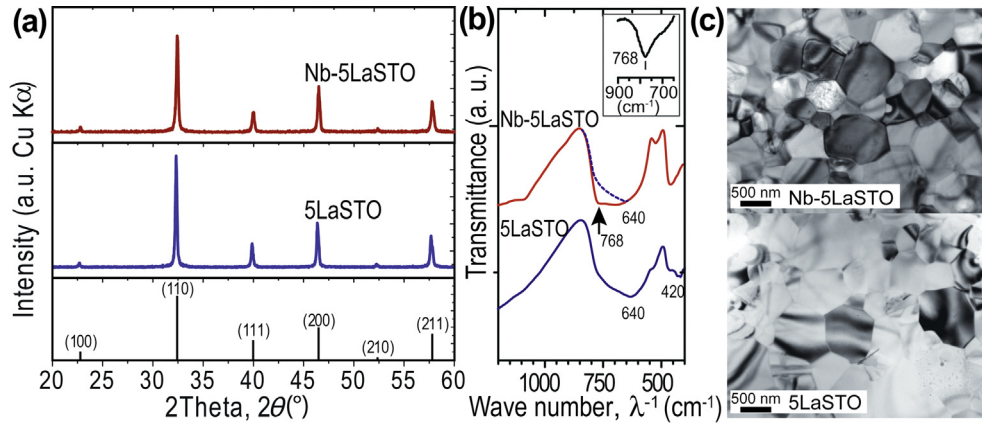 (a)
Nb-5LaSTO
5LaSTO
(100)
(110)
(111)
(200)
(210)
(211)
20 25 30 35 40 45 50 55 60
2Theta, 2θ(°)
Intensity (a.u. Cu Kα)
(b)
768
900 700
(cm⁻¹)
Nb-5LaSTO
640
768
5LaSTO
640
420
1000 750 500
Wave number, λ⁻¹ (cm⁻¹)
Transmittance (a. u.)
(c)
500 nm Nb-5LaSTO
500 nm 5LaSTO